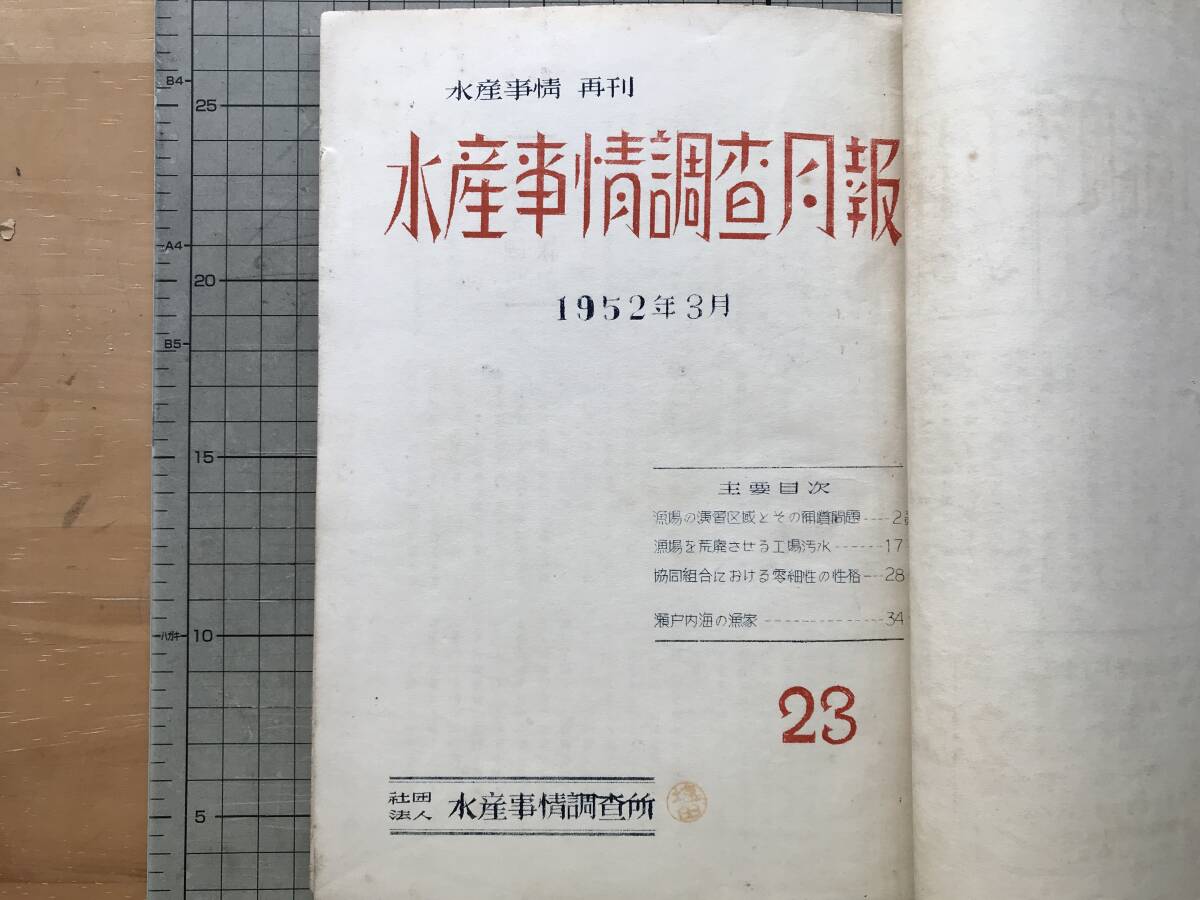 水産事情 再刊
水産事情調査月報
1952年3月
主要目次
漁場の演習区域とその補償問題----2
漁場を荒廃させる工場汚水------17
協同組合における零細性の性格---28
瀬戸内海の漁家-------------34
23
社団法人 水産事情調査所
B4
25
A4
20
B5
15
ハガキ
10
5